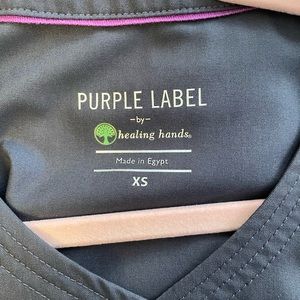 PURPLE LABEL
-by-
healing hands®
Made in Egypt
XS